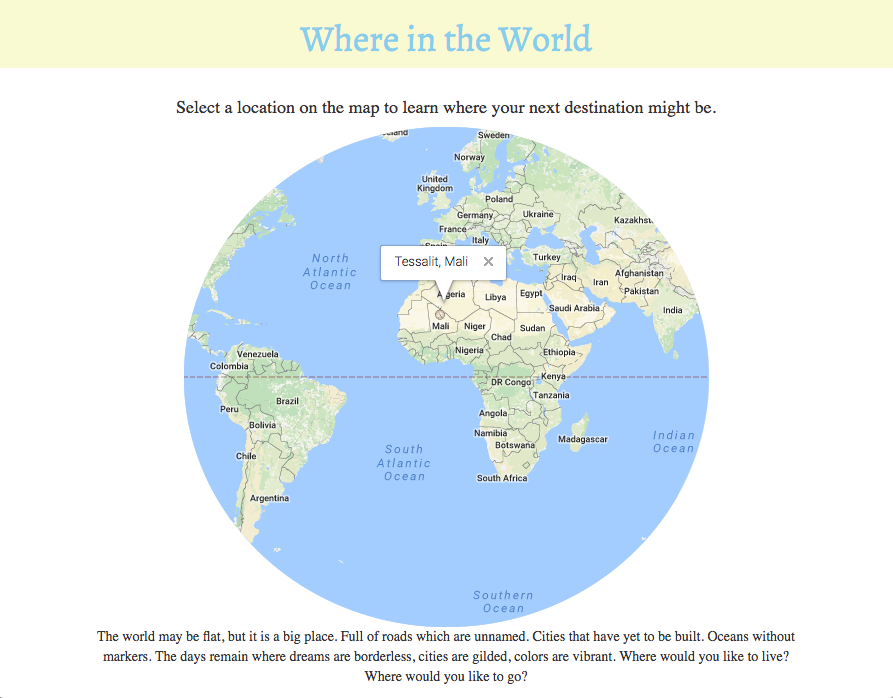 Where in the World
Select a location on the map to learn where your next destination might be.
Sweden
Norway
United
Kingdom
Poland
Germany
Ukraine
France
Kazakhst
Italy
Spain
Turkey
North
Atlantic
Ocean
Tessalit, Mali
Afghanistan
Iraq
Iran
Pakistan
Algeria
Libya
Egypt
Saudi Arabia
India
Mali
Niger
Sudan
Chad
Nigeria
Ethiopia
Venezuela
Colombia
Kenya
DR Congo
Tanzania
Brazil
Peru
Angola
Bolivia
Namibia
Botswana
Madagascar
Indian
Ocean
South
Atlantic
Ocean
Chile
South Africa
Argentina
Southern
Ocean
The world may be flat, but it is a big place. Full of roads which are unnamed. Cities that have yet to be built. Oceans without
markers. The days remain where dreams are borderless, cities are gilded, colors are vibrant. Where would you like to live?
Where would you like to go?